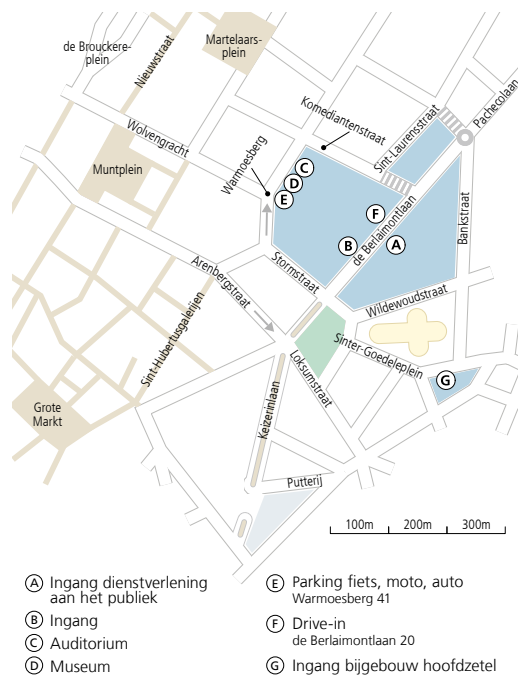 de Brouckere-
plein
Nieuwstraat
Martelaars-
plein
Wolvengracht
Komediantenstraat
Sint-Laurensstraat
Pachecolaan
Muntplein
Warmoesberg
C
D
E
F
B
A
de Berlaimontlaan
Bankstraat
Stormstraat
Arenbergstraat
Wildewoudstraat
Sint-Hubertusgalerijen
Sinter-Goedeleplein
Loksumstraat
G
Keizerinlaan
Grote
Markt
Putterij
100m 200m 300m
A Ingang dienstverlening
aan het publiek
B Ingang
C Auditorium
D Museum
E Parking fiets, moto, auto
Warmoesberg 41
F Drive-in
de Berlaimontlaan 20
G Ingang bijgebouw hoofdzetel